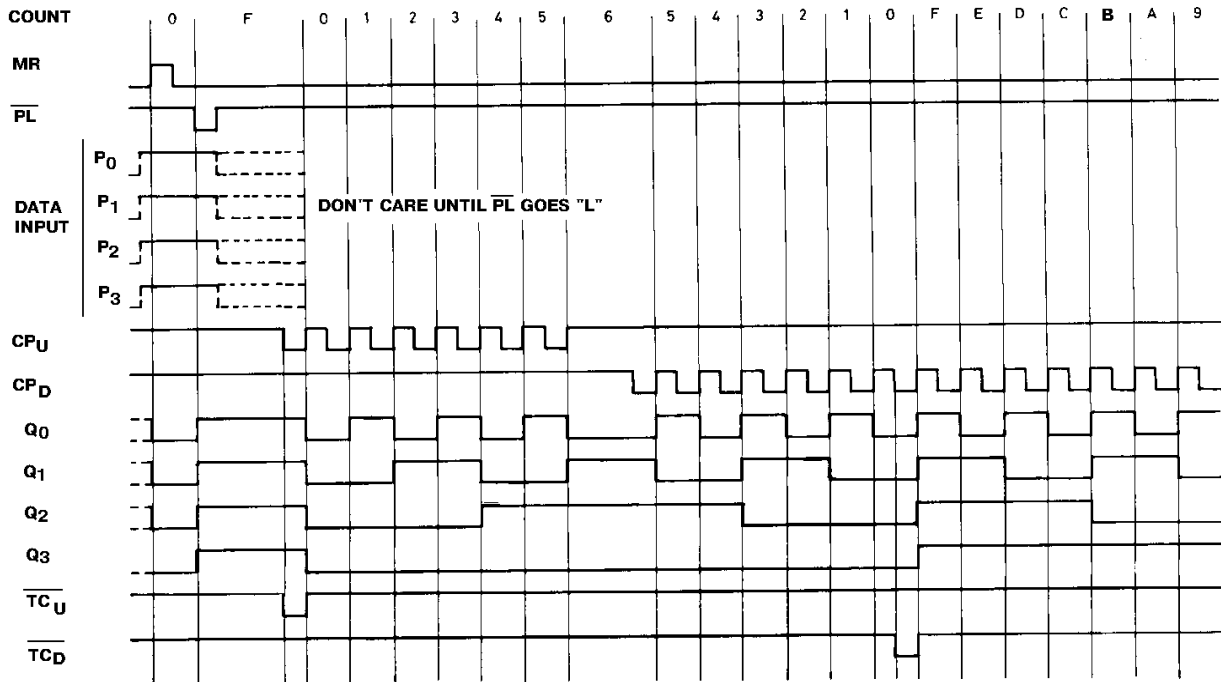 COUNT 0 F 0 1 2 3 4 5 6 5 4 3 2 1 0 F E D C B A 9
MR
PL
P0
P1
DATA INPUT
DON'T CARE UNTIL PL GOES "L"
P2
P3
CPU
CPD
Q0
Q1
Q2
Q3
TCU
TCD